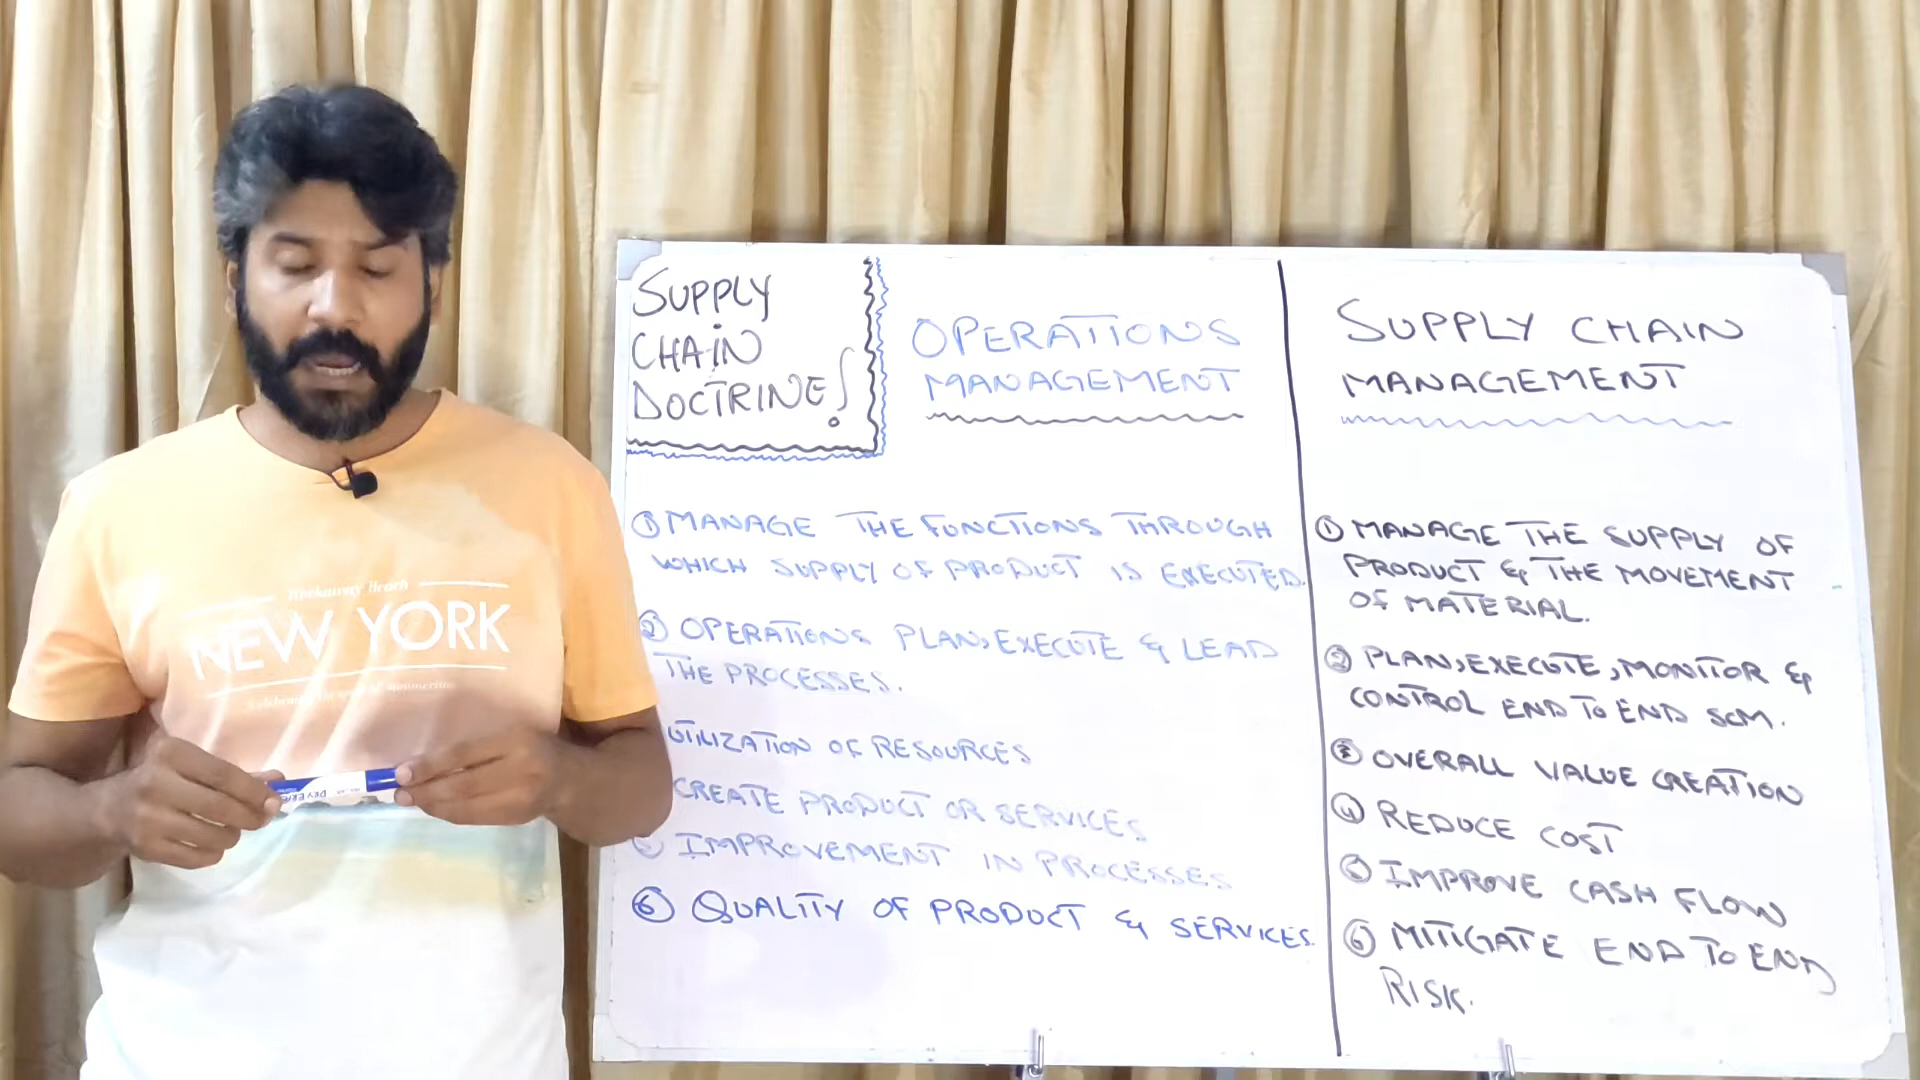 SUPPLY
CHAIN
DOCTRINE!
OPERATIONS
MANAGEMENT
① MANAGE THE FUNCTIONS THROUGH
WHICH SUPPLY OF PRODUCT IS EXECUTED.
② OPERATIONS PLAN, EXECUTE & LEAD
THE PROCESSES.
UTILIZATION OF RESOURCES
CREATE PRODUCT OR SERVICES
IMPROVEMENT IN PROCESSES
⑥ QUALITY OF PRODUCT & SERVICES.
SUPPLY CHAIN
MANAGEMENT
① MANAGE THE SUPPLY OF
PRODUCT & THE MOVEMENT
OF MATERIAL.
② PLAN, EXECUTE, MONITOR &
CONTROL END TO END SCM.
③ OVERALL VALUE CREATION
④ REDUCE COST
⑤ IMPROVE CASH FLOW
⑥ MITIGATE END TO END
RISK.
Rockaway Beach
NEW YORK